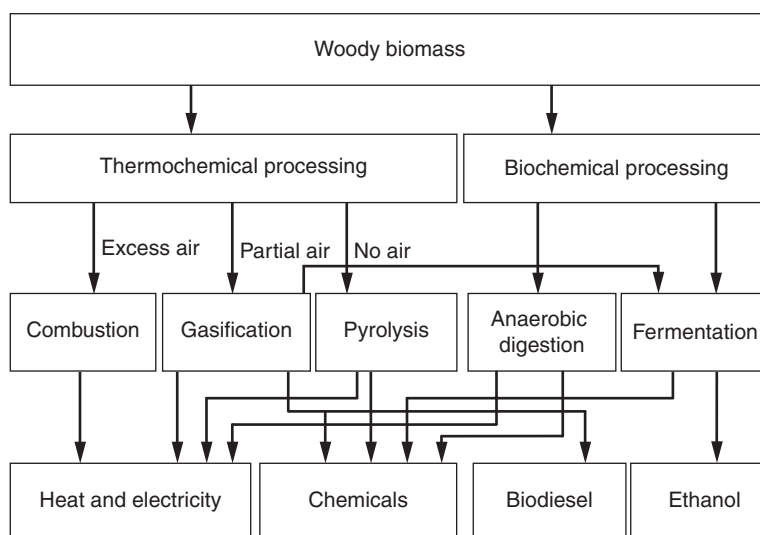 Woody biomass
Thermochemical processing
Biochemical processing
Excess air
Partial air
No air
Combustion
Gasification
Pyrolysis
Anaerobic
digestion
Fermentation
Heat and electricity
Chemicals
Biodiesel
Ethanol